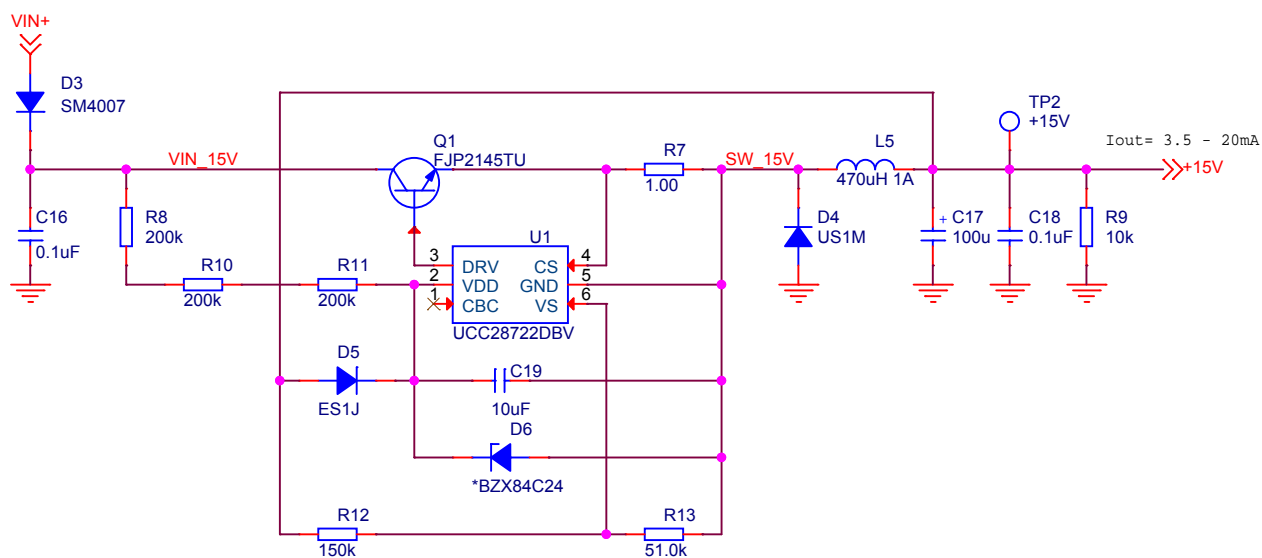 VIN+
D3
SM4007
VIN_15V
Q1
FJP2145TU
R7
1.00
SW_15V
L5
470uH 1A
TP2
+15V
Iout= 3.5 - 20mA
+15V
C16
0.1uF
R8
200k
R10
200k
R11
200k
U1
3 DRV CS 4
2 VDD GND 5
1 CBC VS 6
UCC28722DBV
D4
US1M
+ C17
100u
C18
0.1uF
R9
10k
D5
ES1J
C19
10uF
D6
*BZX84C24
R12
150k
R13
51.0k